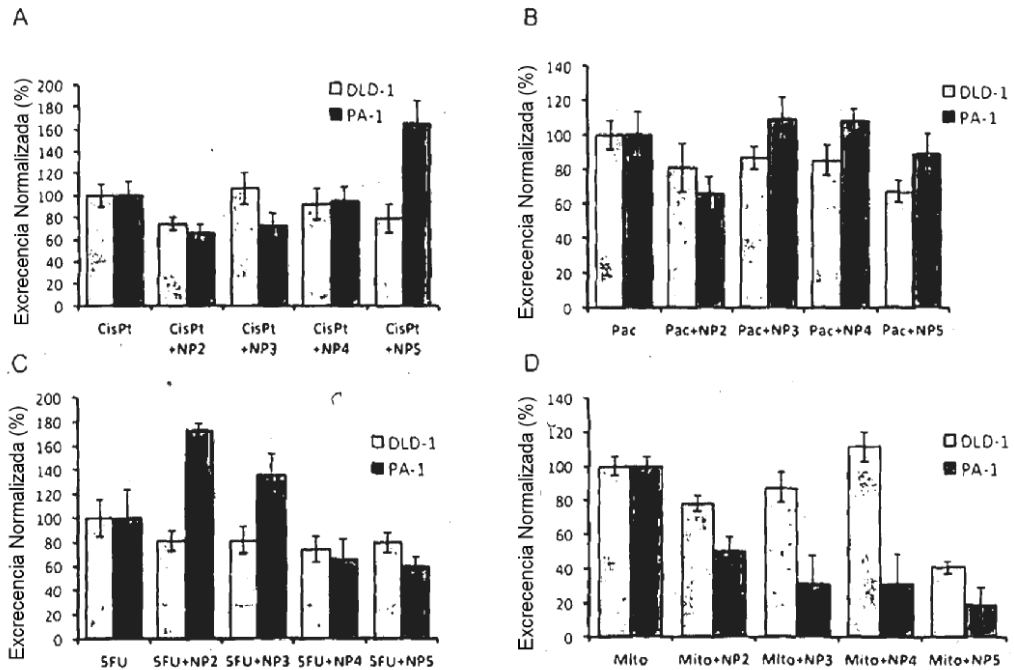 A
Excrecencia Normalizada (%)
200
180
160
140
120
100
80
60
40
20
0
DLD-1
PA-1
CisPt
CisPt +NP2
CisPt +NP3
CisPt +NP4
CisPt +NP5
B
Excrecencia Normalizada (%)
140
120
100
80
60
40
20
0
DLD-1
PA-1
Pac
Pac+NP2
Pac+NP3
Pac+NP4
Pac+NP5
C
Excrecencia Normalizada (%)
200
180
160
140
120
100
80
60
40
20
0
DLD-1
PA-1
5FU
5FU+NP2
5FU+NP3
5FU+NP4
5FU+NP5
D
Excrecencia Normalizada (%)
140
120
100
80
60
40
20
0
DLD-1
PA-1
Mito
Mito+NP2
Mito+NP3
Mito+NP4
Mito+NP5